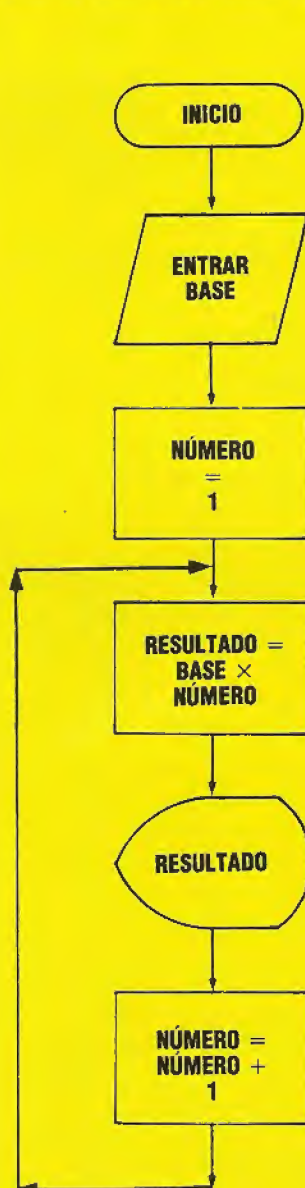 INICIO
ENTRAR
BASE
NÚMERO
=
1
RESULTADO =
BASE ×
NÚMERO
RESULTADO
NÚMERO =
NÚMERO +
1